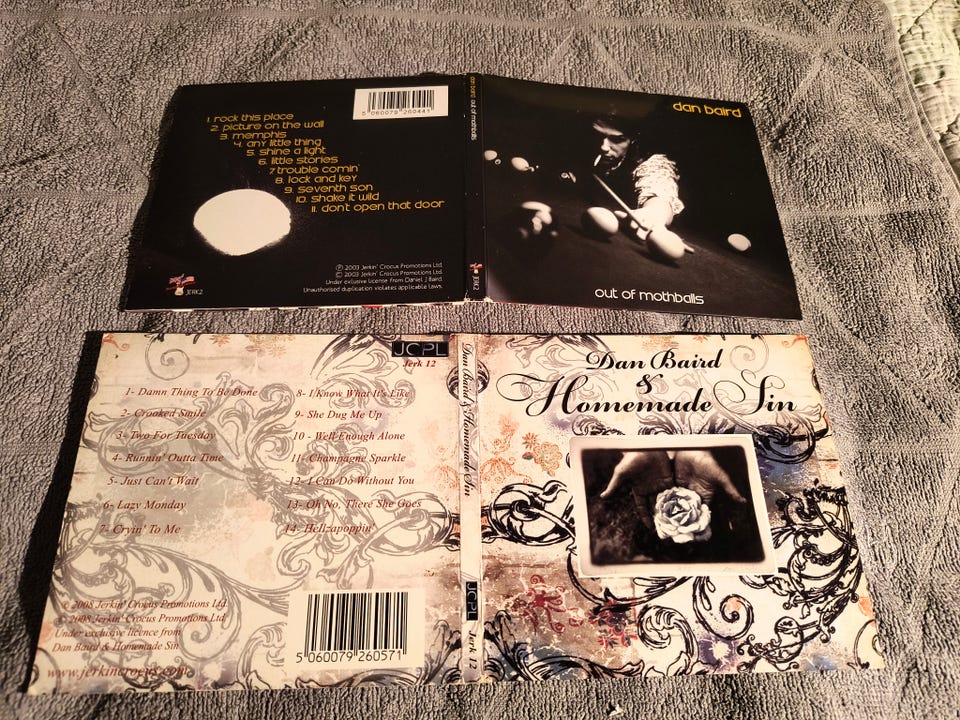 1. rock this place
2. picture on the wall
3. memphis
4. any little thing
5. shine a light
6. little stories
7 trouble comin'
8. lock and key
9. seventh son
10. shake it wild
11. don't open that door
5 060079 260441
℗ 2003 Jerkin' Crocus Promotions Ltd.
© 2003 Jerkin' Crocus Promotions Ltd.
Under exclusive license from Daniel J Baird.
Unauthorised duplication violates applicable laws.
JERK2
dan baird out of mothballs
JERK2
dan baird
out of mothballs
JCPL
Jerk 12
1- Damn Thing To Be Done
2- Crooked Smile
3- Two For Tuesday
4- Runnin' Outta Time
5- Just Can't Wait
6- Lazy Monday
7- Cryin' To Me
8- I Know What It's Like
9- She Dug Me Up
10 - Well Enough Alone
11- Champagne Sparkle
12- I Can Do Without You
13- Oh No, There She Goes
14- Hellzapoppin'
℗ 2008 Jerkin' Crocus Promotions Ltd.
© 2008 Jerkin' Crocus Promotions Ltd
Under exclusive licence from
Dan Baird & Homemade Sin
www.jerkincrocus.com
5 060079 260571
Dan Baird & Homemade Sin
JCPL
Jerk 12
Dan Baird
&
Homemade Sin